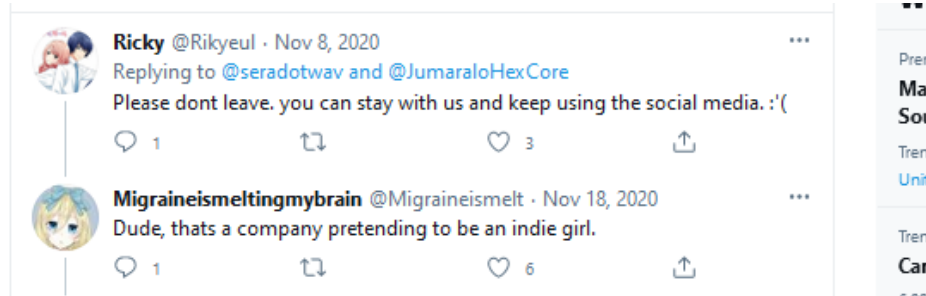 Ricky @Rikyeul · Nov 8, 2020
Replying to @seradotwav and @JumaraloHexCore
Please dont leave. you can stay with us and keep using the social media. :'(
1 3
Migraineismeltingmybrain @Migraineismelt · Nov 18, 2020
Dude, thats a company pretending to be an indie girl.
1 6